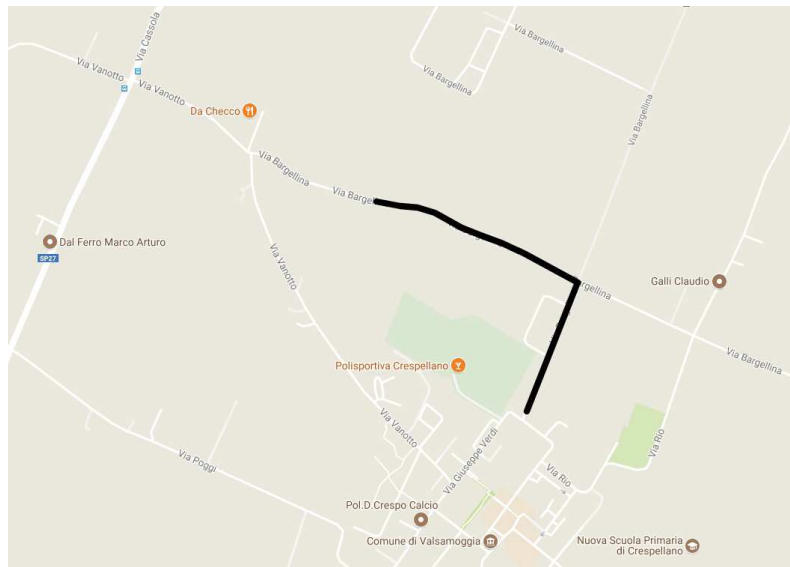 Via Cassola
Via Bargellina
Via Vanotto
Via Vanotto
Via Bargellina
Da Checco
Via Bargellina
Via Bargellina
Via Barge
Dal Ferro Marco Arturo
SP27
Via Vanotto
argellina
Galli Claudio
Via Bargellina
Polisportiva Crespellano
Via Vanotto
Via Giuseppe Verdi
Via Rio
Via Poggi
Via Rio
Pol.D.Crespo Calcio
Comune di Valsamoggia
Nuova Scuola Primaria
di Crespellano